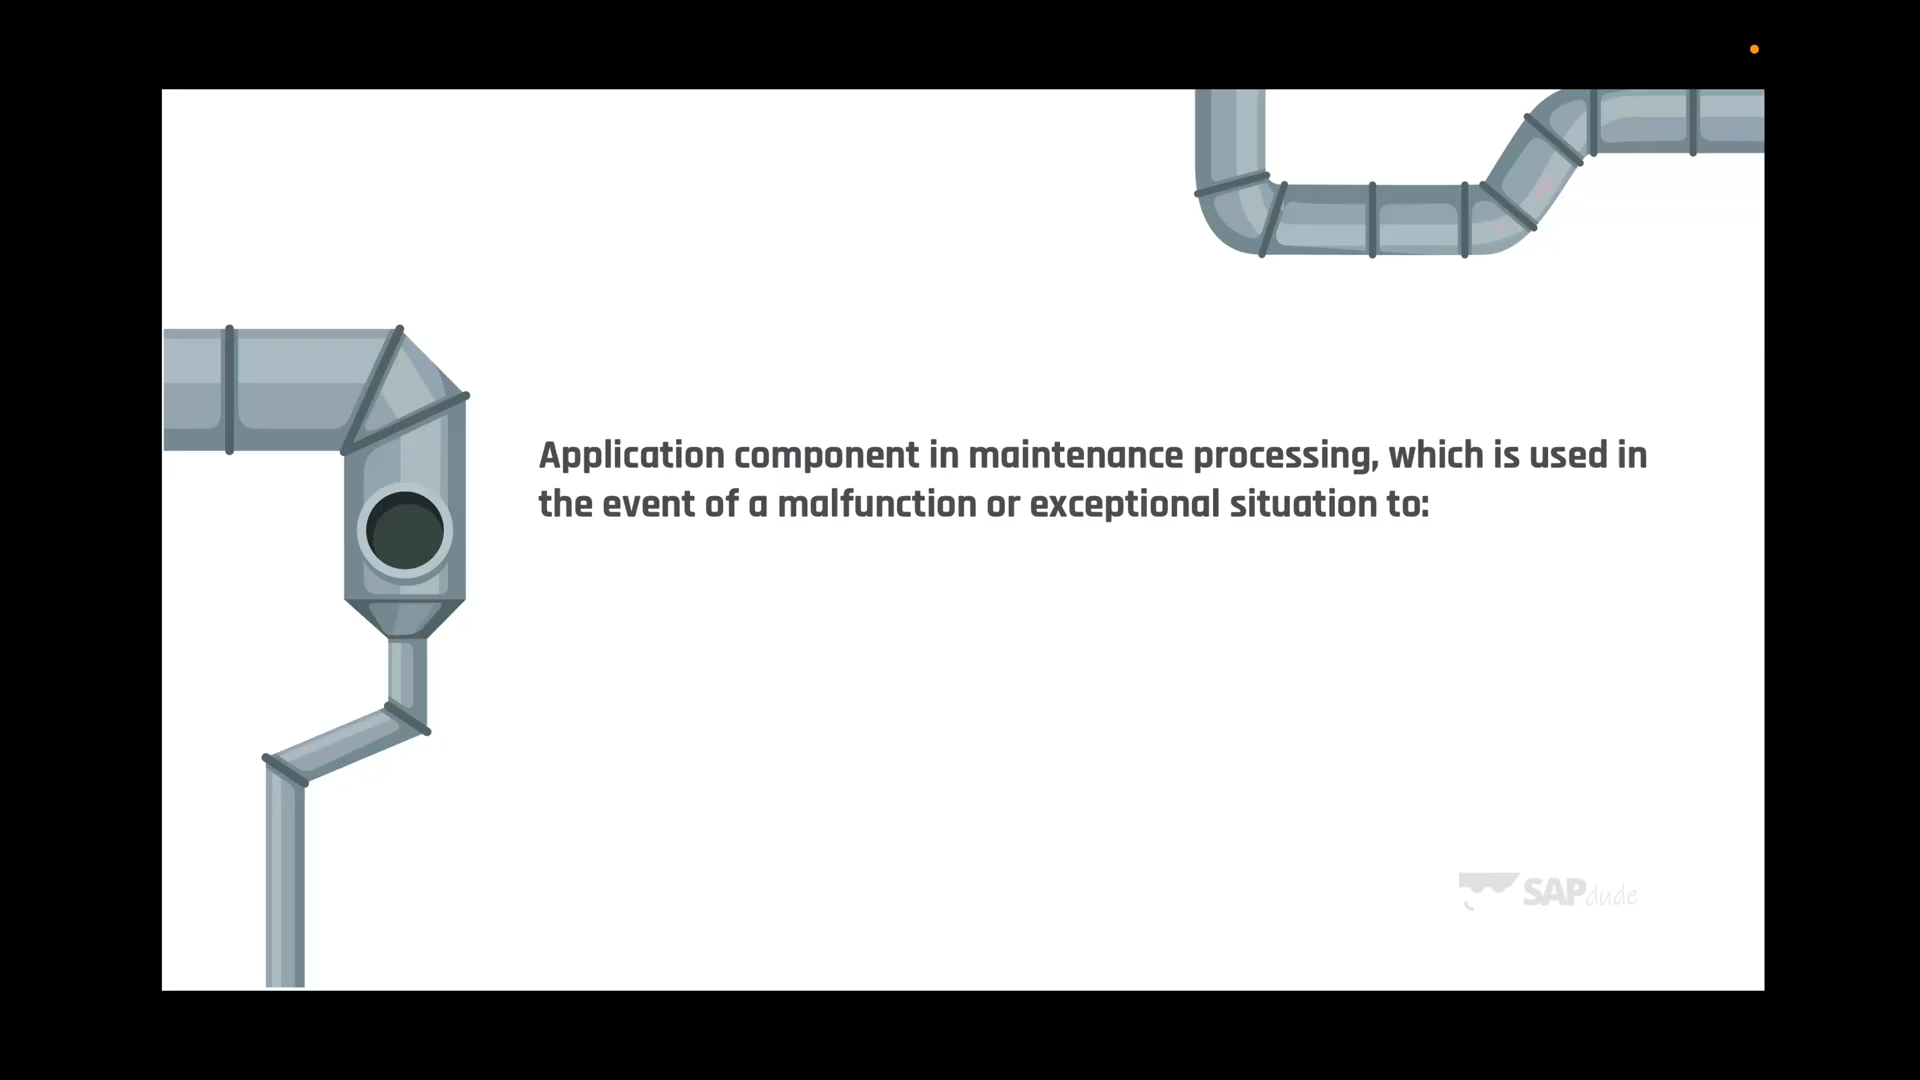 Application component in maintenance processing, which is used in
the event of a malfunction or exceptional situation to:
SAPdude